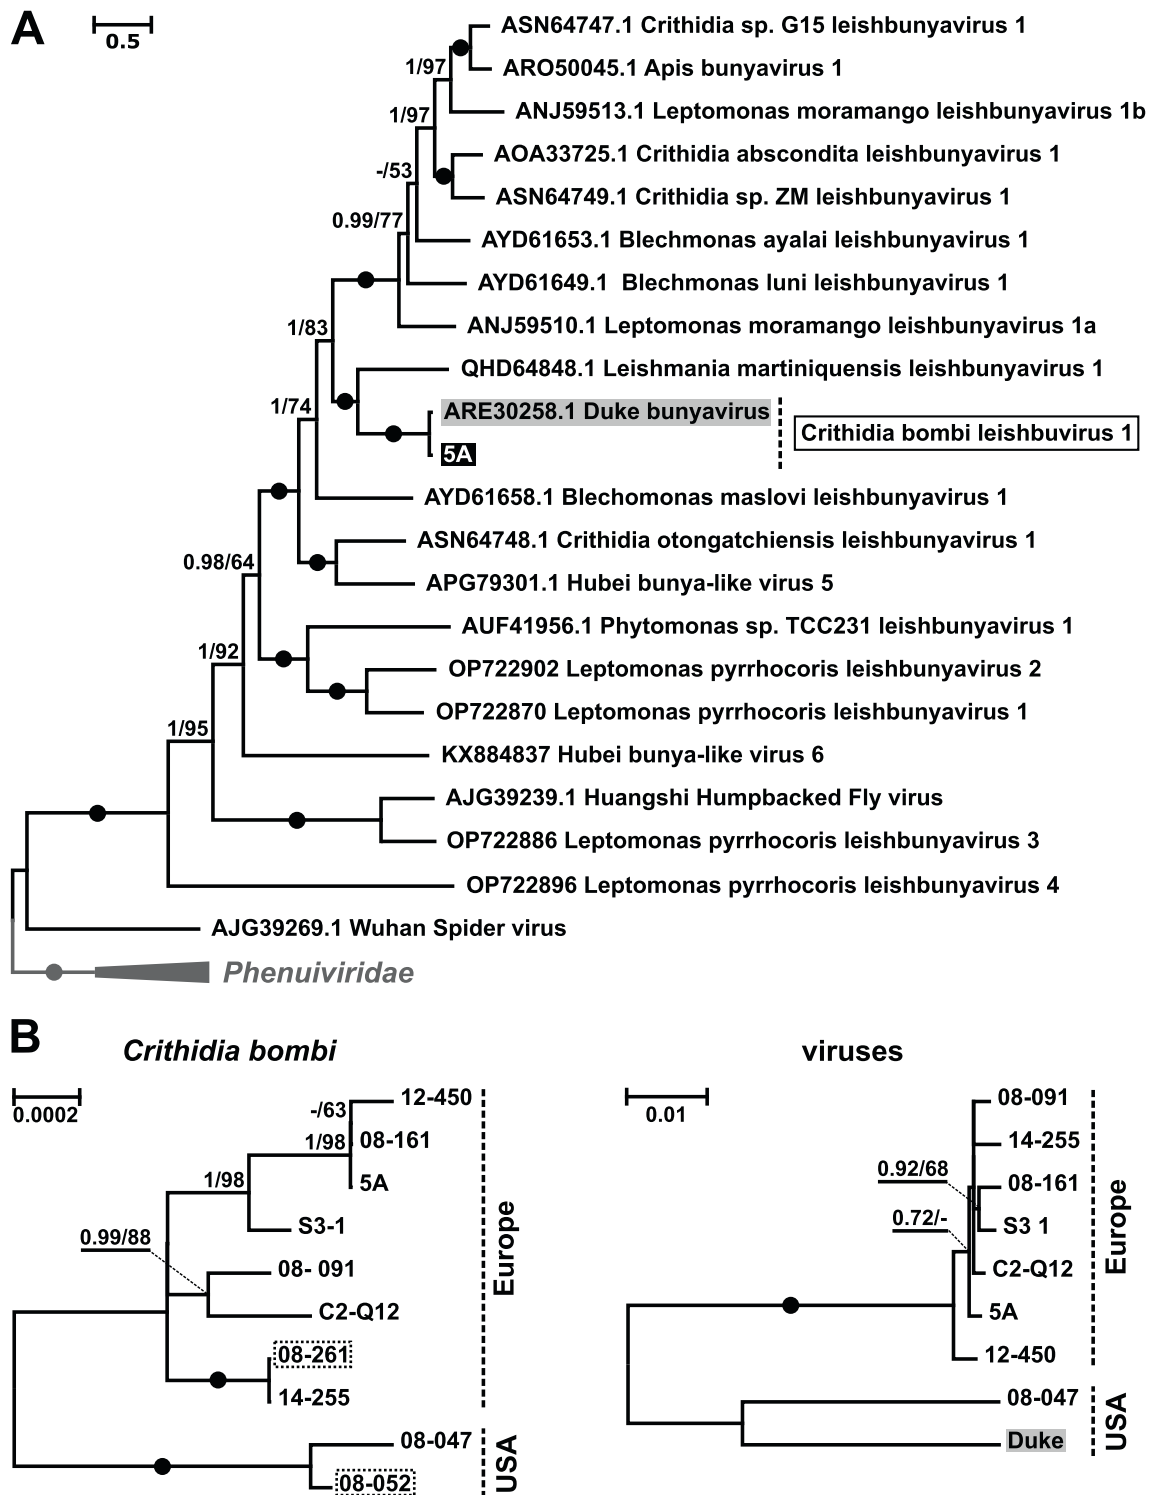 A
0.5
ASN64747.1 Crithidia sp. G15 leishbunyavirus 1
1/97
ARO50045.1 Apis bunyavirus 1
1/97
ANJ59513.1 Leptomonas moramango leishbunyavirus 1b
AOA33725.1 Crithidia abscondita leishbunyavirus 1
-/53
ASN64749.1 Crithidia sp. ZM leishbunyavirus 1
0.99/77
AYD61653.1 Blechmonas ayalai leishbunyavirus 1
AYD61649.1 Blechmonas luni leishbunyavirus 1
1/83
ANJ59510.1 Leptomonas moramango leishbunyavirus 1a
QHD64848.1 Leishmania martiniquensis leishbunyavirus 1
1/74
ARE30258.1 Duke bunyavirus
Crithidia bombi leishbuvirus 1
5A
AYD61658.1 Blechomonas maslovi leishbunyavirus 1
ASN64748.1 Crithidia otongatchiensis leishbunyavirus 1
0.98/64
APG79301.1 Hubei bunya-like virus 5
AUF41956.1 Phytomonas sp. TCC231 leishbunyavirus 1
1/92
OP722902 Leptomonas pyrrhocoris leishbunyavirus 2
OP722870 Leptomonas pyrrhocoris leishbunyavirus 1
1/95
KX884837 Hubei bunya-like virus 6
AJG39239.1 Huangshi Humpbacked Fly virus
OP722886 Leptomonas pyrrhocoris leishbunyavirus 3
OP722896 Leptomonas pyrrhocoris leishbunyavirus 4
AJG39269.1 Wuhan Spider virus
Phenuiviridae
B
Crithidia bombi
0.0002
12-450
-/63
08-161
1/98
5A
1/98
S3-1
0.99/88
08- 091
C2-Q12
08-261
14-255
Europe
08-047
08-052
USA
viruses
0.01
08-091
14-255
0.92/68
08-161
0.72/-
S3 1
C2-Q12
5A
12-450
Europe
08-047
Duke
USA